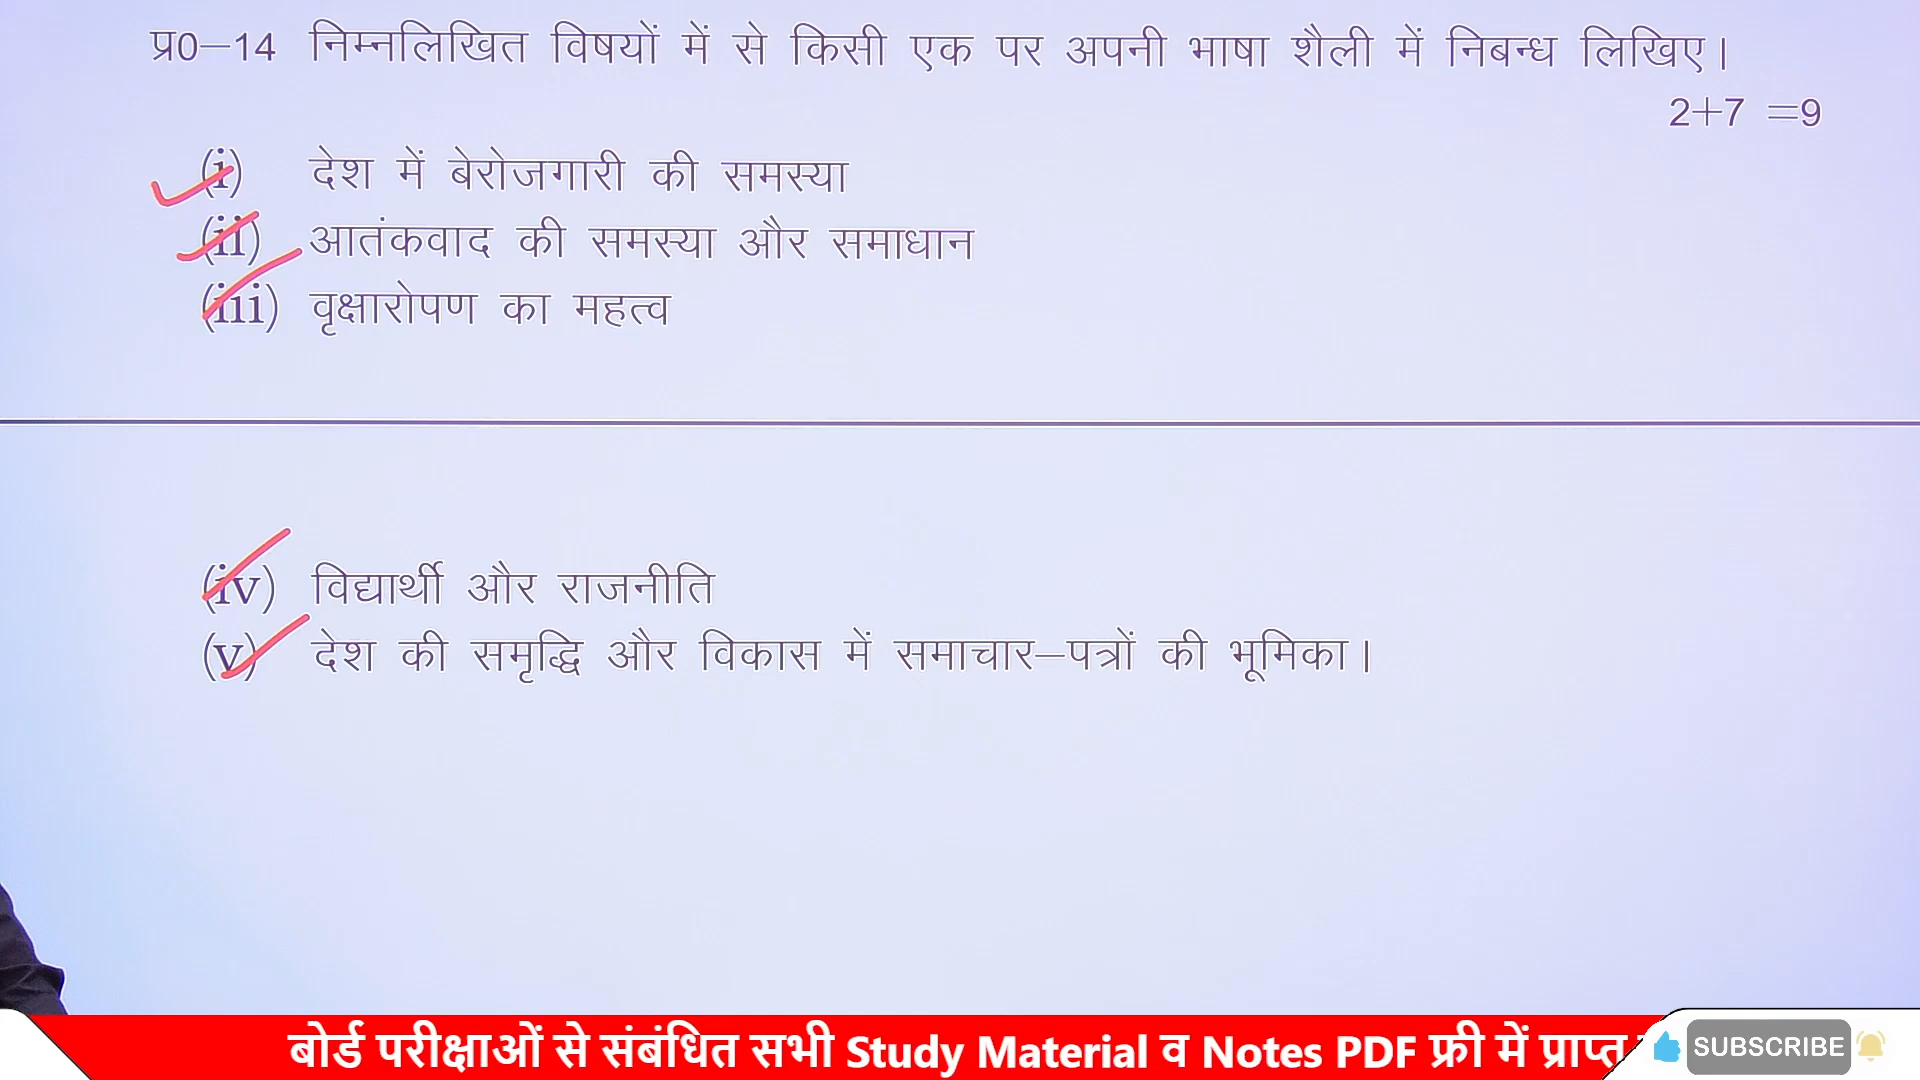 प्र0–14 निम्नलिखित विषयों में से किसी एक पर अपनी भाषा शैली में निबन्ध लिखिए।
2+7 =9
(i) देश में बेरोजगारी की समस्या
(ii) आतंकवाद की समस्या और समाधान
(iii) वृक्षारोपण का महत्व
(iv) विद्यार्थी और राजनीति
(v) देश की समृद्धि और विकास में समाचार–पत्रों की भूमिका।
बोर्ड परीक्षाओं से संबंधित सभी Study Material व Notes PDF फ्री में प्राप्त
SUBSCRIBE